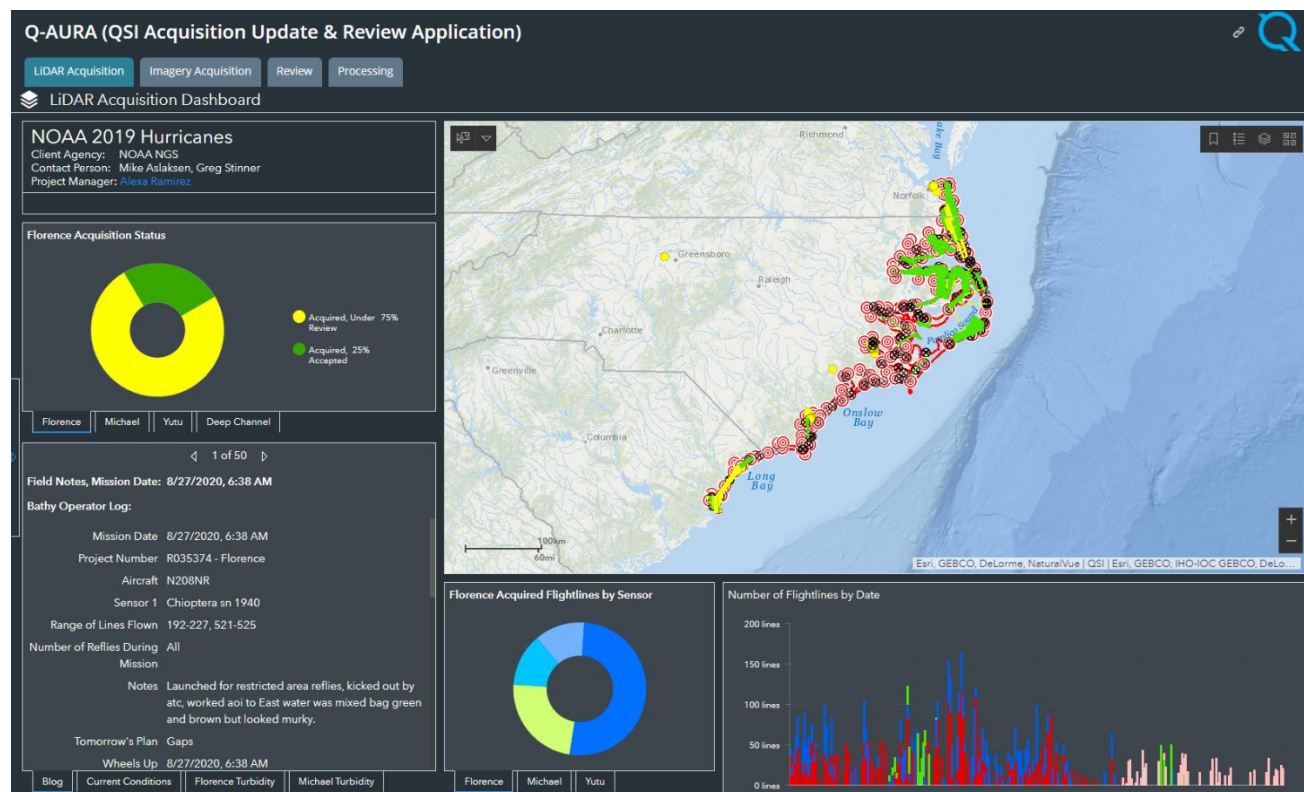 Q-AURA (QSI Acquisition Update & Review Application)
LiDAR Acquisition
Imagery Acquisition
Review
Processing
LiDAR Acquisition Dashboard
NOAA 2019 Hurricanes
Client Agency: NOAA NGS
Contact Person: Mike Aslaksen, Greg Stinner
Project Manager: Alexa Ramirez
Florence Acquisition Status
Acquired, Under 75%
Review
Acquired, 25%
Accepted
Florence
Michael
Yutu
Deep Channel
1 of 50
Field Notes, Mission Date: 8/27/2020, 6:38 AM
Bathy Operator Log:
Mission Date 8/27/2020, 6:38 AM
Project Number R035374 - Florence
Aircraft N208NR
Sensor 1 Chioptera sn 1940
Range of Lines Flown 192-227, 521-525
Number of Reflies During All
Mission
Notes Launched for restricted area reflies, kicked out by
atc, worked aoi to East water was mixed bag green
and brown but looked murky.
Tomorrow's Plan Gaps
Wheels Up 8/27/2020, 6:38 AM
Blog
Current Conditions
Florence Turbidity
Michael Turbidity
Richmond
ake Bay
Norfolk
Greensboro
Raleigh
Charlotte
Pamlico Sound
Greenville
Onslow
Bay
Columbia
Long
Bay
100km
60mi
+
−
Esri, GEBCO, DeLorme, NaturalVue | QSI | Esri, GEBCO, IHO-IOC GEBCO, DeLo...
Florence Acquired Flightlines by Sensor
Florence
Michael
Yutu
Number of Flightlines by Date
200 lines
150 lines
100 lines
50 lines
0 lines